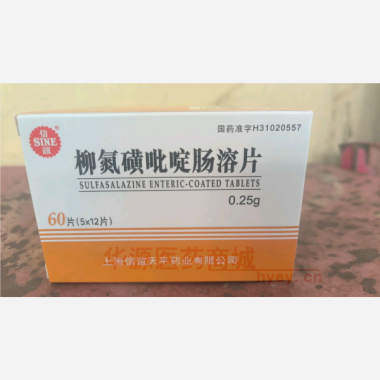 国药准字H31020557
信
SINE
谊
柳氮磺吡啶肠溶片
SULFASALAZINE ENTERIC-COATED TABLETS
0.25g
60片(5x12片)
华源医药商城
上海信谊天平药业有限公司
hyey.cn